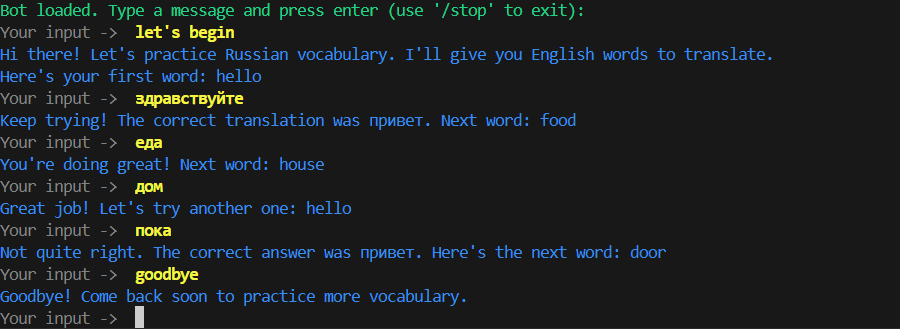 Bot loaded. Type a message and press enter (use '/stop' to exit):
Your input -> let's begin
Hi there! Let's practice Russian vocabulary. I'll give you English words to translate.
Here's your first word: hello
Your input -> здравствуйте
Keep trying! The correct translation was привет. Next word: food
Your input -> еда
You're doing great! Next word: house
Your input -> дом
Great job! Let's try another one: hello
Your input -> пока
Not quite right. The correct answer was привет. Here's the next word: door
Your input -> goodbye
Goodbye! Come back soon to practice more vocabulary.
Your input ->